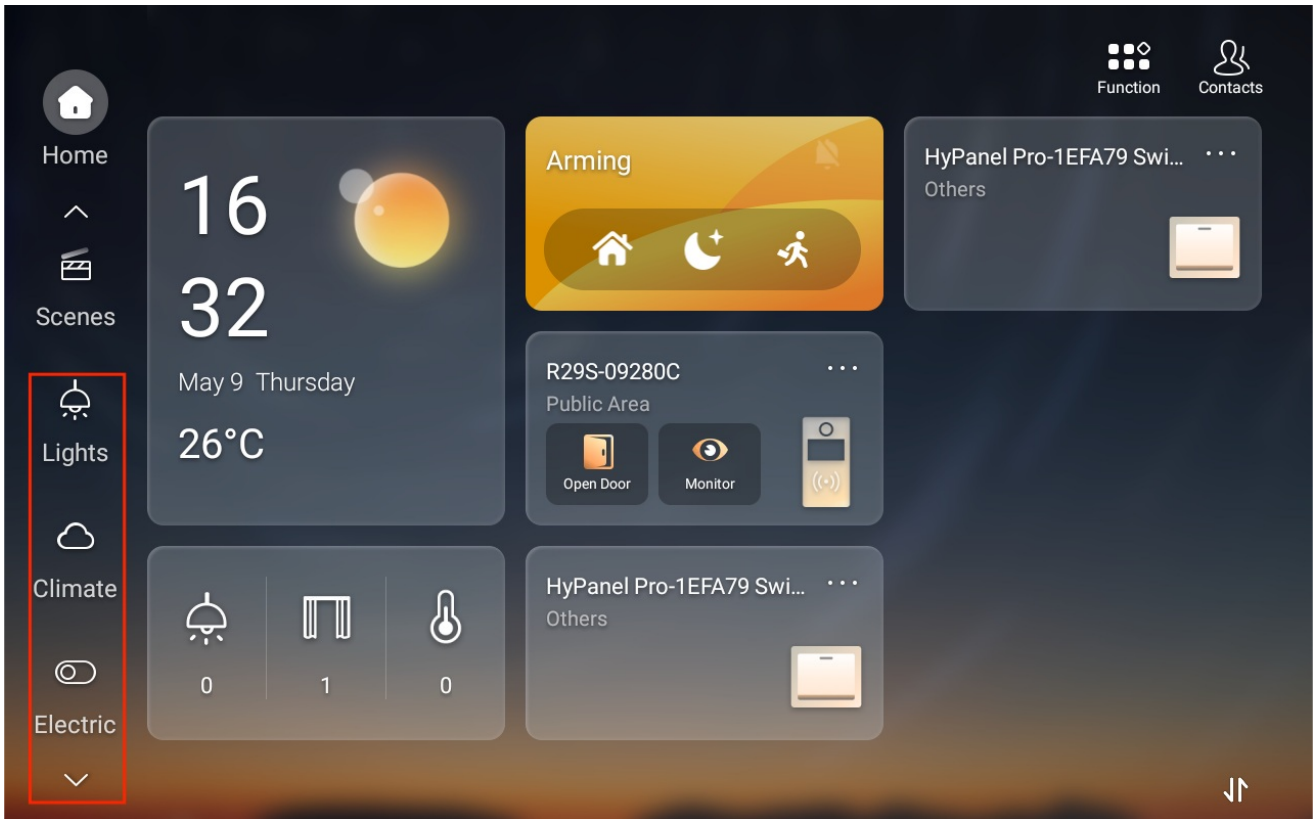 Function
Contacts
Home
Scenes
Lights
Climate
Electric
16
32
May 9 Thursday
26°C
0
1
0
Arming
R29S-09280C
Public Area
Open Door
Monitor
HyPanel Pro-1EFA79 Swi...
Others
HyPanel Pro-1EFA79 Swi...
Others